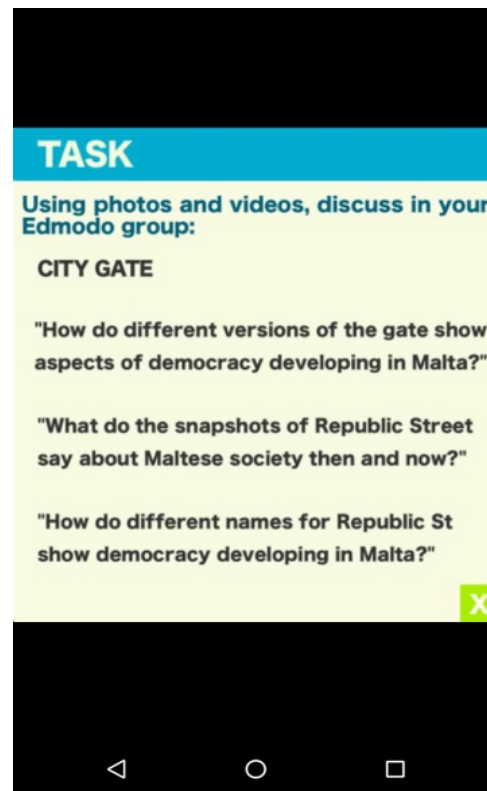 TASK
Using photos and videos, discuss in your
Edmodo group:
CITY GATE
"How do different versions of the gate show
aspects of democracy developing in Malta?"
"What do the snapshots of Republic Street
say about Maltese society then and now?"
"How do different names for Republic St
show democracy developing in Malta?"
X